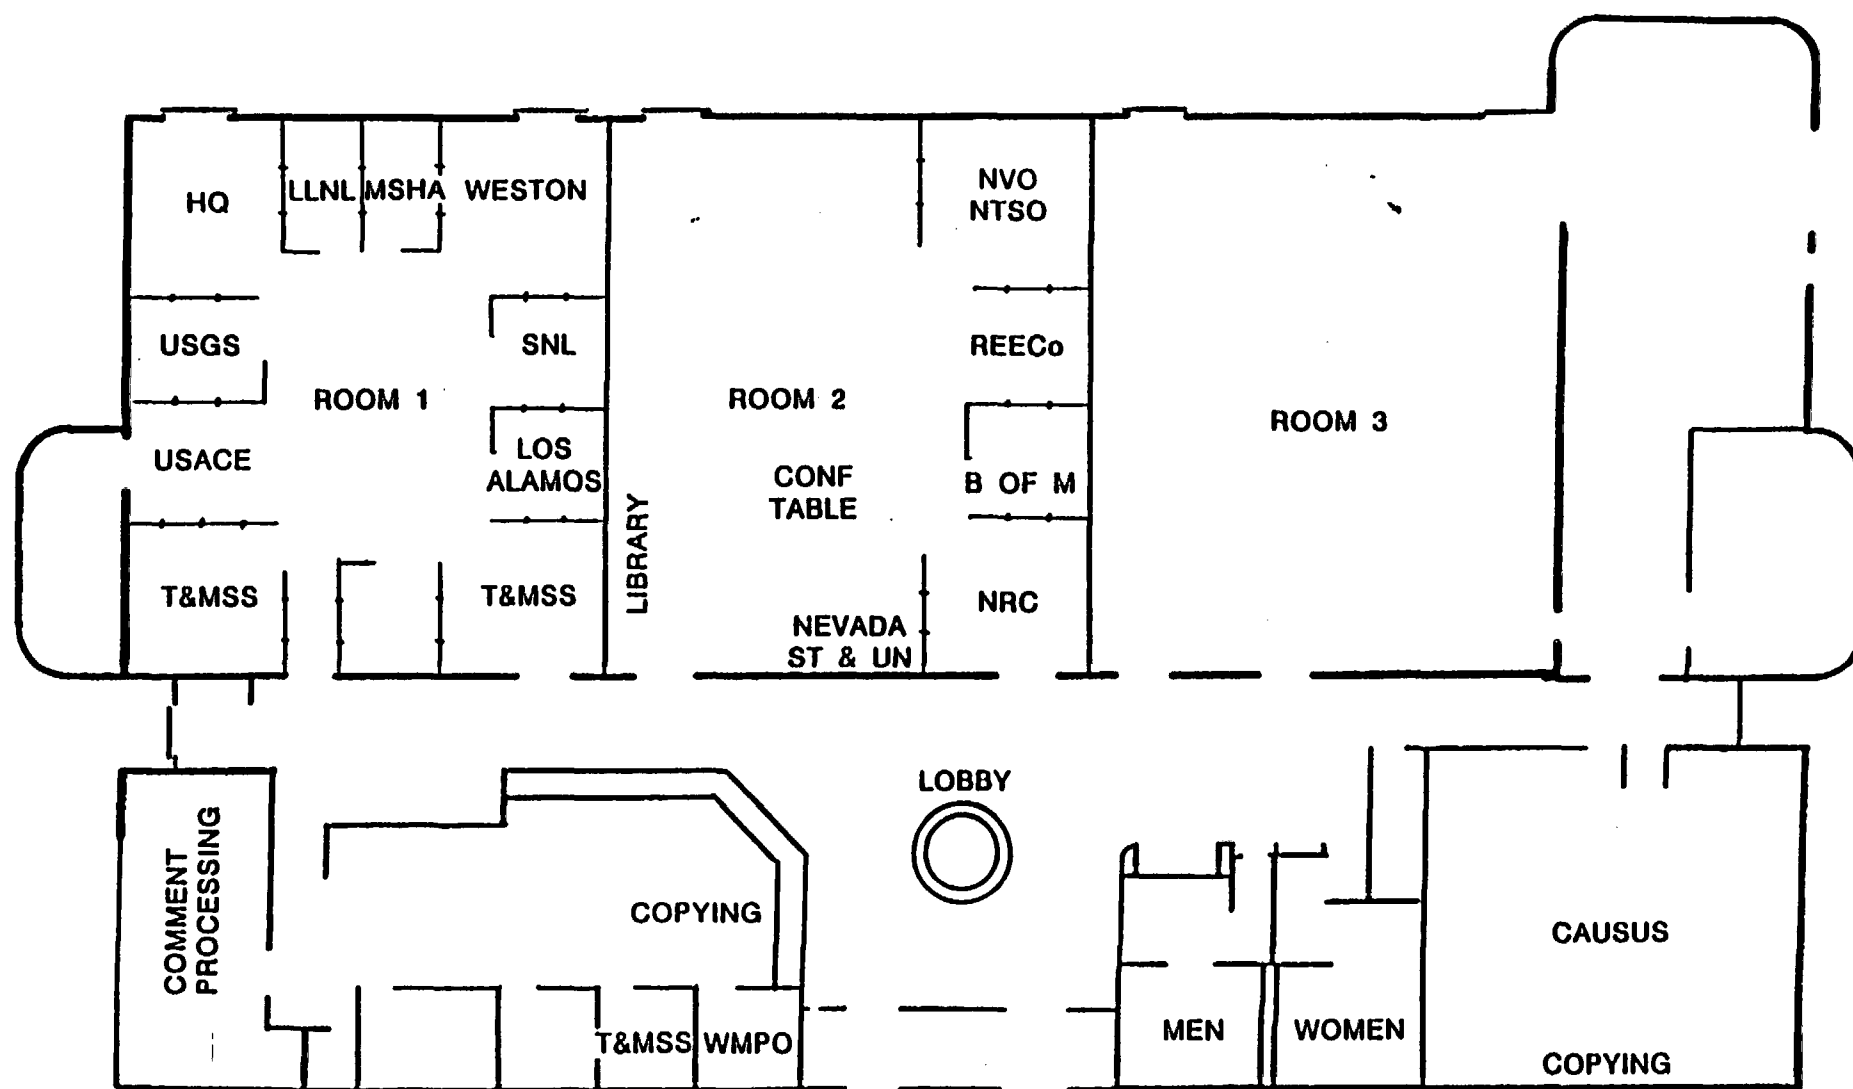 HQ
LLNL
MSHA
WESTON
NVO
NTSO
USGS
SNL
REECo
ROOM 1
ROOM 2
ROOM 3
USACE
LOS
ALAMOS
CONF
TABLE
B OF M
LIBRARY
T&MSS
T&MSS
NEVADA
ST & UN
NRC
LOBBY
COMMENT
PROCESSING
COPYING
CAUSUS
T&MSS
WMPO
MEN
WOMEN
COPYING